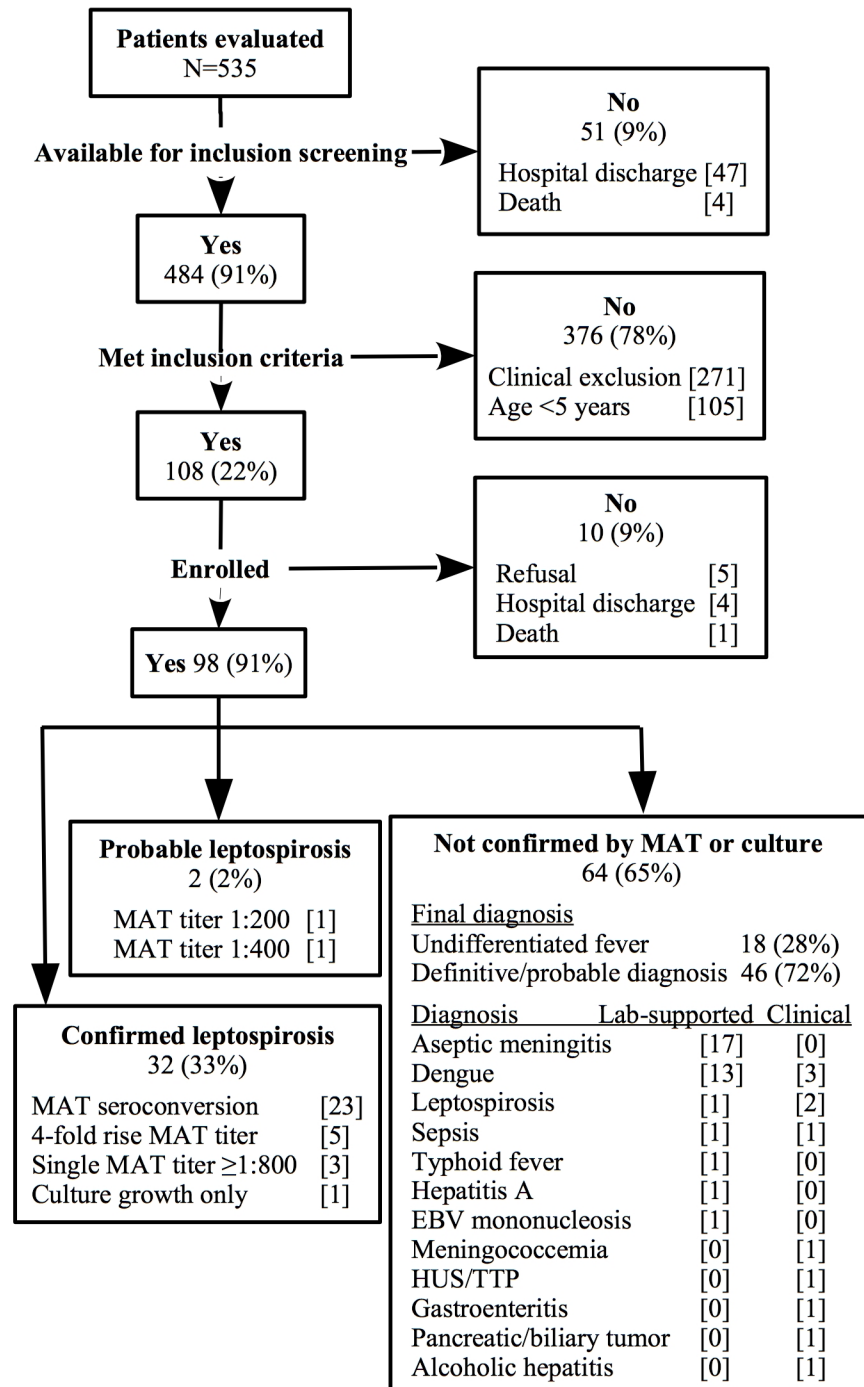 Patients evaluated
N=535
Available for inclusion screening
No
51 (9%)
Hospital discharge [47]
Death [4]
Yes
484 (91%)
Met inclusion criteria
No
376 (78%)
Clinical exclusion [271]
Age <5 years [105]
Yes
108 (22%)
Enrolled
No
10 (9%)
Refusal [5]
Hospital discharge [4]
Death [1]
Yes 98 (91%)
Probable leptospirosis
2 (2%)
MAT titer 1:200 [1]
MAT titer 1:400 [1]
Confirmed leptospirosis
32 (33%)
MAT seroconversion [23]
4-fold rise MAT titer [5]
Single MAT titer ≥1:800 [3]
Culture growth only [1]
Not confirmed by MAT or culture
64 (65%)
Final diagnosis
Undifferentiated fever 18 (28%)
Definitive/probable diagnosis 46 (72%)
Diagnosis Lab-supported Clinical
Aseptic meningitis [17] [0]
Dengue [13] [3]
Leptospirosis [1] [2]
Sepsis [1] [1]
Typhoid fever [1] [0]
Hepatitis A [1] [0]
EBV mononucleosis [1] [0]
Meningococcemia [0] [1]
HUS/TTP [0] [1]
Gastroenteritis [0] [1]
Pancreatic/biliary tumor [0] [1]
Alcoholic hepatitis [0] [1]